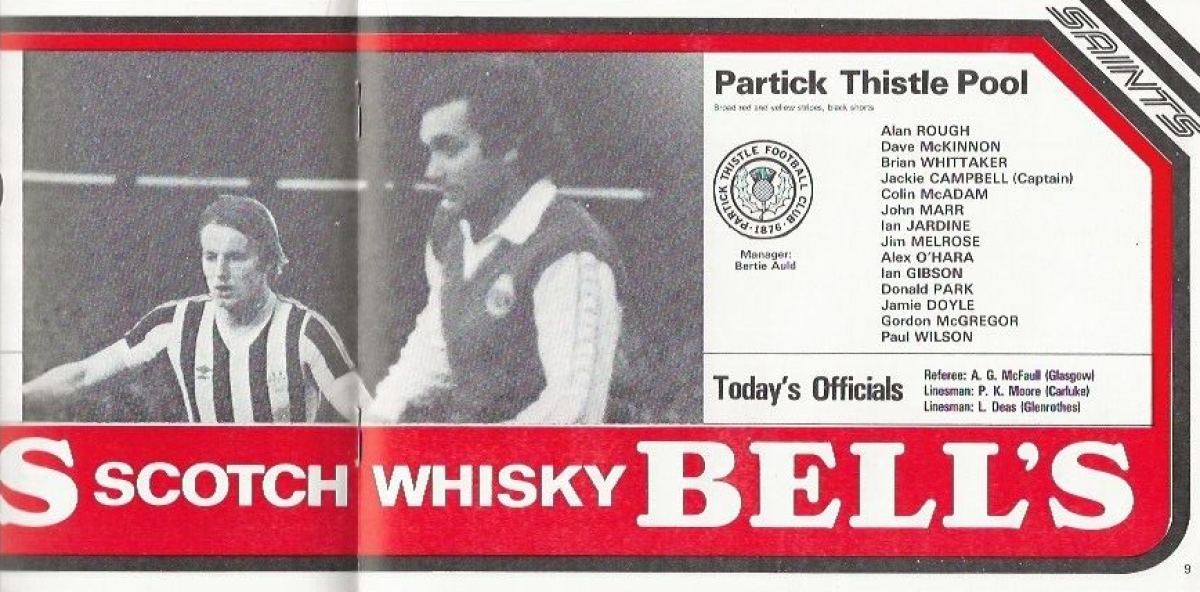 SAINTS
Partick Thistle Pool
Broad red and yellow stripes, black shorts
PARTICK THISTLE FOOTBALL CLUB
· 1876 ·
Manager:
Bertie Auld
Alan ROUGH
Dave McKINNON
Brian WHITTAKER
Jackie CAMPBELL (Captain)
Colin McADAM
John MARR
Ian JARDINE
Jim MELROSE
Alex O'HARA
Ian GIBSON
Donald PARK
Jamie DOYLE
Gordon McGREGOR
Paul WILSON
Today's Officials
Referee: A. G. McFaull (Glasgow)
Linesman: P. K. Moore (Carluke)
Linesman: L. Deas (Glenrothes)
S SCOTCH WHISKY BELL'S
9